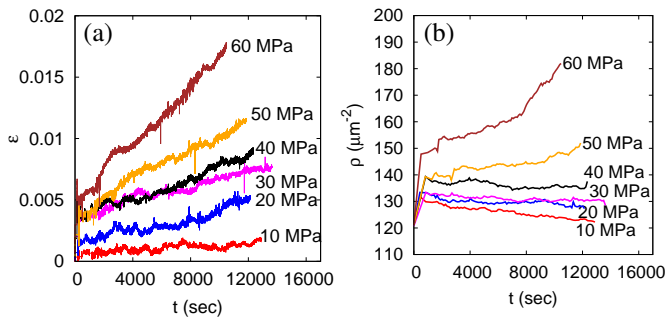 (a)
0.02
0.015
0.01
0.005
0
ε
60 MPa
50 MPa
40 MPa
30 MPa
20 MPa
10 MPa
0 4000 8000 12000 16000
t (sec)
(b)
200
190
180
170
160
150
140
130
120
110
ρ (μm⁻²)
60 MPa
50 MPa
40 MPa
30 MPa
20 MPa
10 MPa
0 4000 8000 12000 16000
t (sec)